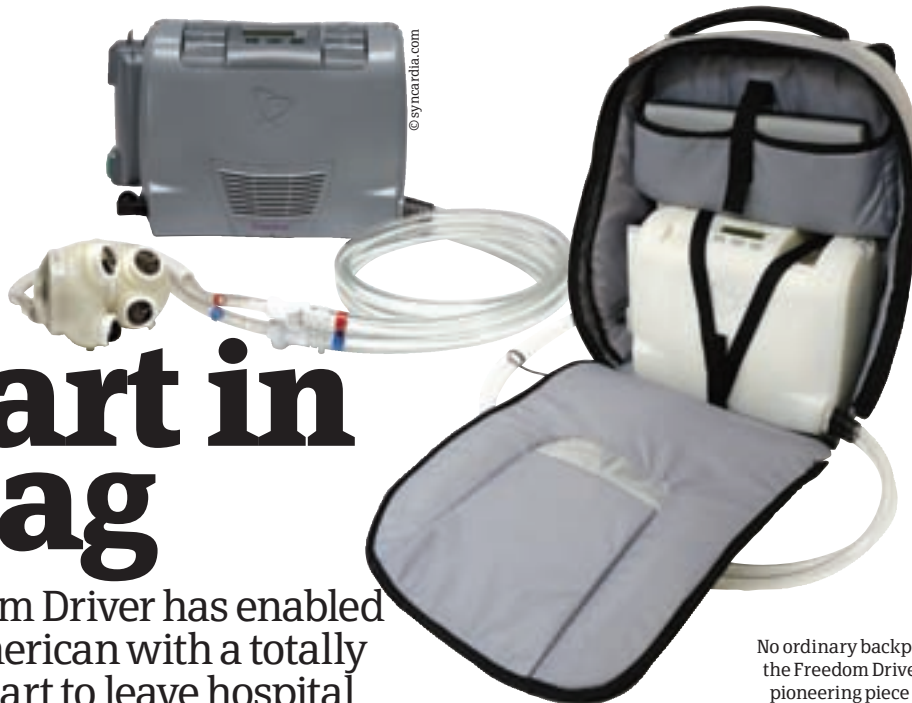 © syncardia.com
art in
ag
m Driver has enabled
erican with a totally
art to leave hospital
No ordinary backp
the Freedom Drive
pioneering piece